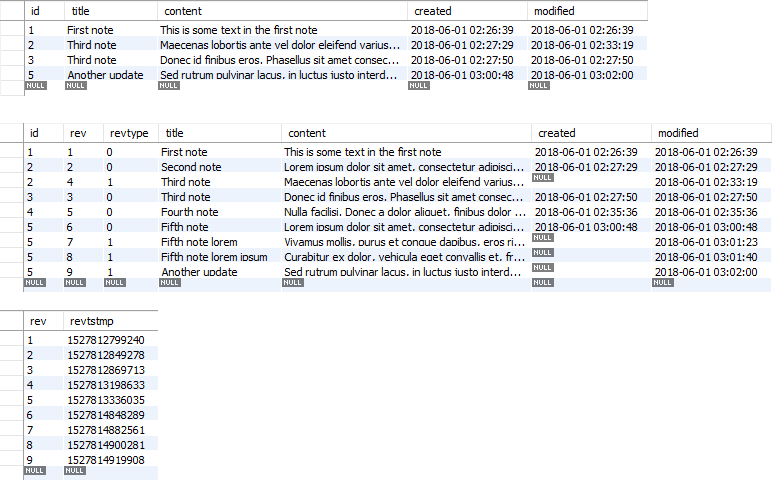 id title content created modified
1 First note This is some text in the first note 2018-06-01 02:26:39 2018-06-01 02:26:39
2 Third note Maecenas lobortis ante vel dolor eleifend varius... 2018-06-01 02:27:29 2018-06-01 02:33:19
3 Third note Donec id finibus eros. Phasellus sit amet consec... 2018-06-01 02:27:50 2018-06-01 02:27:50
5 Another update Sed rutrum pulvinar lacus, in luctus justo interd... 2018-06-01 03:00:48 2018-06-01 03:02:00
NULL NULL NULL NULL NULL
id rev revtype title content created modified
1 1 0 First note This is some text in the first note 2018-06-01 02:26:39 2018-06-01 02:26:39
2 2 0 Second note Lorem ipsum dolor sit amet, consectetur adipisci... 2018-06-01 02:27:29 2018-06-01 02:27:29
2 4 1 Third note Maecenas lobortis ante vel dolor eleifend varius... NULL 2018-06-01 02:33:19
3 3 0 Third note Donec id finibus eros. Phasellus sit amet consec... 2018-06-01 02:27:50 2018-06-01 02:27:50
4 5 0 Fourth note Nulla facilisi. Donec a dolor aliquet, finibus dolor ... 2018-06-01 02:35:36 2018-06-01 02:35:36
5 6 0 Fifth note Lorem ipsum dolor sit amet, consectetur adipisci... 2018-06-01 03:00:48 2018-06-01 03:00:48
5 7 1 Fifth note lorem Vivamus mollis, purus et congue dapibus, eros ri... NULL 2018-06-01 03:01:23
5 8 1 Fifth note lorem ipsum Curabitur ex dolor, vehicula eget convallis et, fr... NULL 2018-06-01 03:01:40
5 9 1 Another update Sed rutrum pulvinar lacus, in luctus justo interd... NULL 2018-06-01 03:02:00
NULL NULL NULL NULL NULL NULL NULL
rev revtstmp
1 1527812799240
2 1527812849278
3 1527812869713
4 1527813198633
5 1527813336035
6 1527814848289
7 1527814882561
8 1527814900281
9 1527814919908
NULL NULL